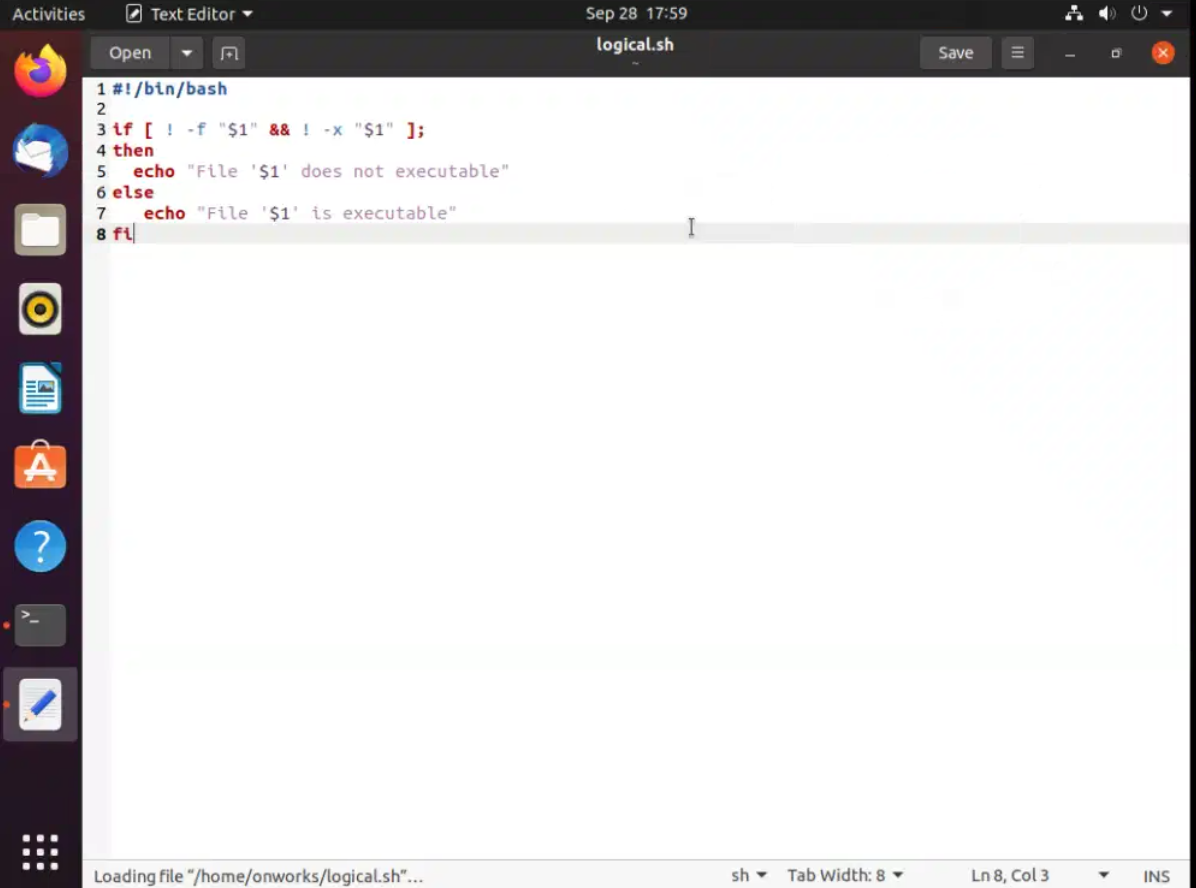 Activities Text Editor Sep 28 17:59
Open logical.sh Save
~
1 #!/bin/bash
2
3 if [ ! -f "$1" && ! -x "$1" ];
4 then
5   echo "File '$1' does not executable"
6 else
7    echo "File '$1' is executable"
8 fi
>_
?
Loading file "/home/onworks/logical.sh"... sh Tab Width: 8 Ln 8, Col 3 INS